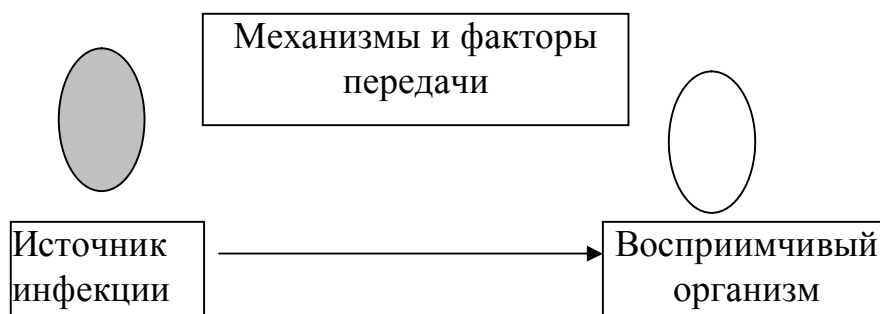 Механизмы и факторы
передачи
Источник
инфекции
Восприимчивый
организм